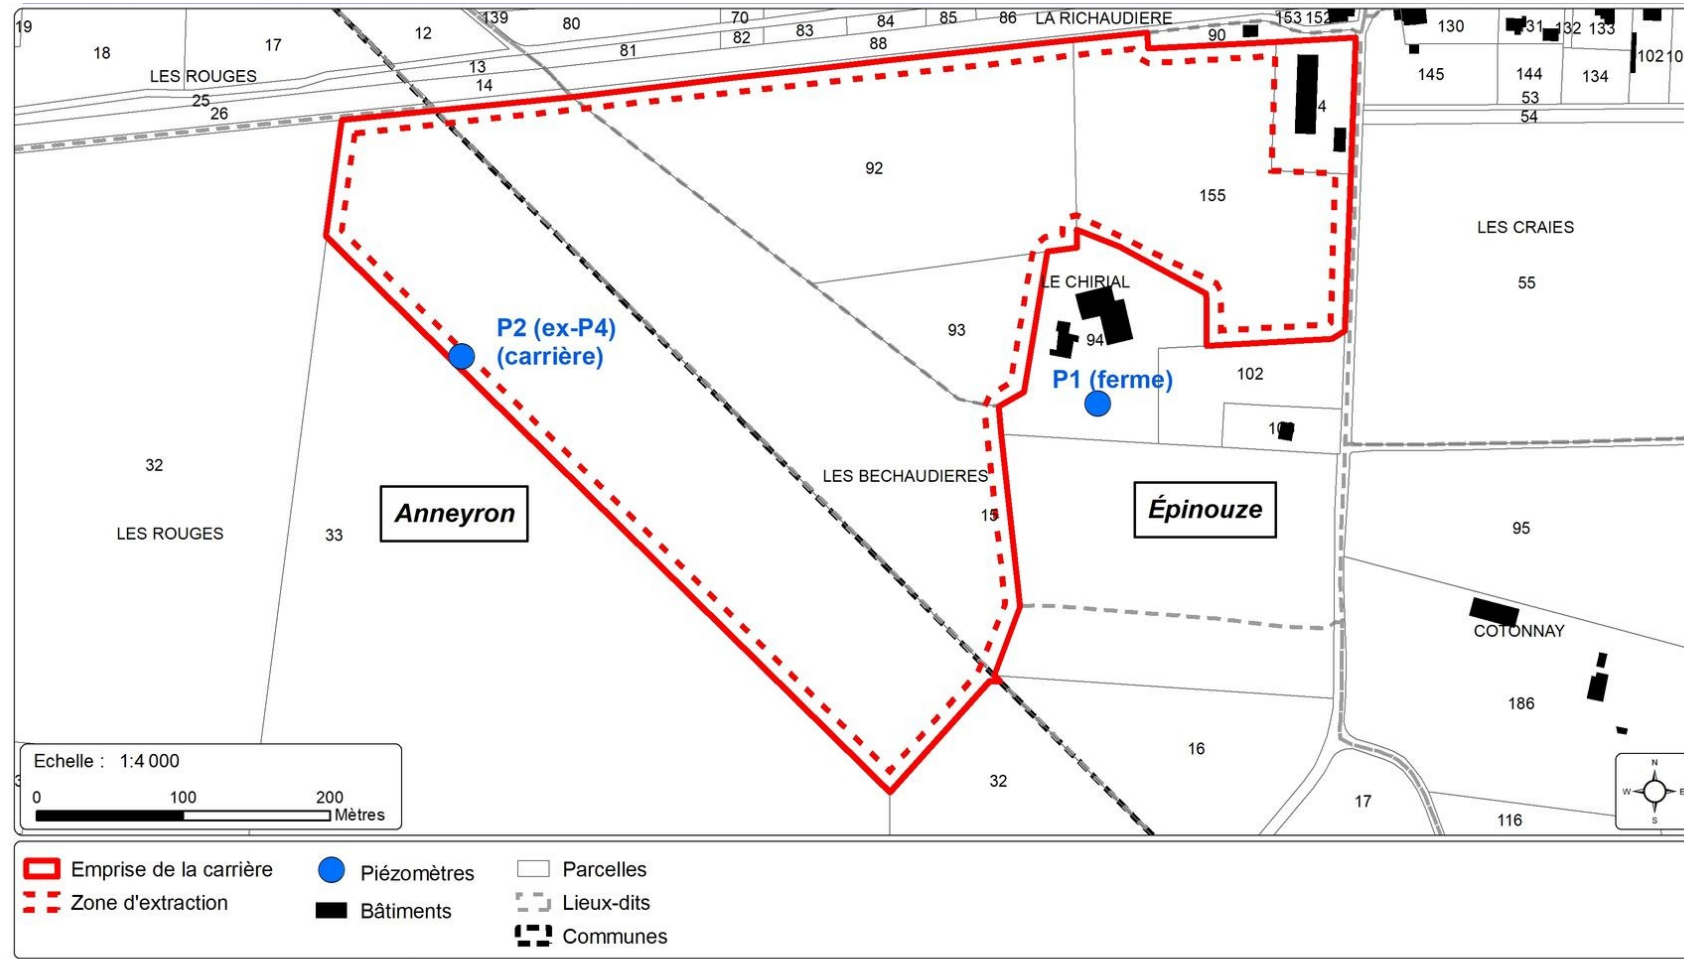 19
18
17
12
139
80
70
84
85
86
LA RICHAUDIERE
153
152
130
31
132
133
82
83
81
88
90
102
10
LES ROUGES
13
14
145
144
134
25
26
53
54
4
92
155
LES CRAIES
55
LE CHIRIAL
P2 (ex-P4)
(carrière)
93
94
P1 (ferme)
102
32
LES BECHAUDIERES
Anneyron
15
Épinouze
LES ROUGES
33
95
COTONNAY
186
16
32
17
116
Echelle : 1:4 000
0 100 200
Mètres
N
W E
S
Emprise de la carrière
Zone d'extraction
Piézomètres
Bâtiments
Parcelles
Lieux-dits
Communes